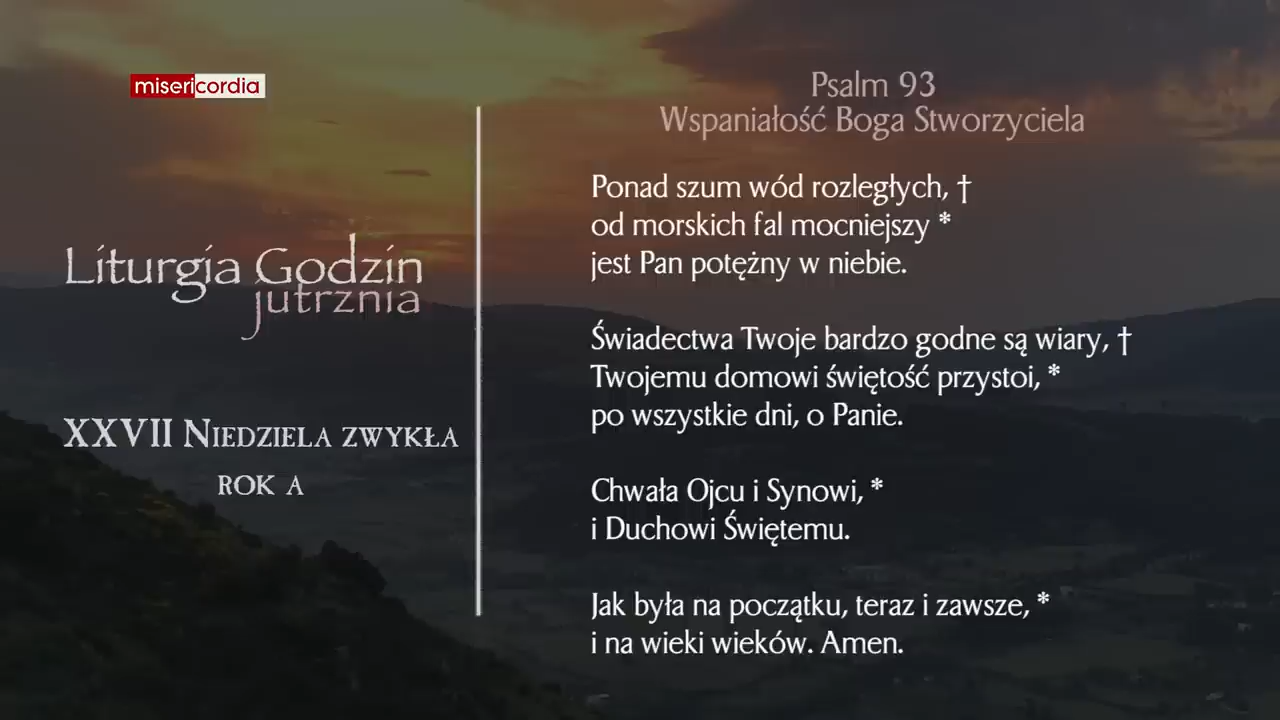 misericordia
Liturgia Godzin
jutrznia
XXVII Niedziela zwykła
rok A
Psalm 93
Wspaniałość Boga Stworzyciela
Ponad szum wód rozległych, †
od morskich fal mocniejszy *
jest Pan potężny w niebie.
Świadectwa Twoje bardzo godne są wiary, †
Twojemu domowi świętość przystoi, *
po wszystkie dni, o Panie.
Chwała Ojcu i Synowi, *
i Duchowi Świętemu.
Jak była na początku, teraz i zawsze, *
i na wieki wieków. Amen.